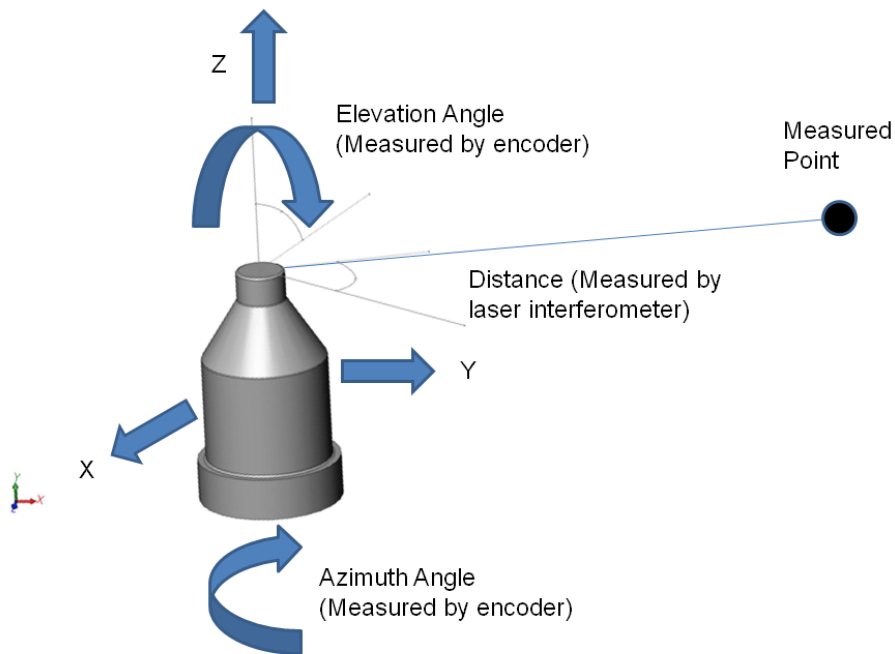 Z
Elevation Angle
(Measured by encoder)
Measured
Point
Distance (Measured by
laser interferometer)
Y
X
Y
X
Z
Azimuth Angle
(Measured by encoder)